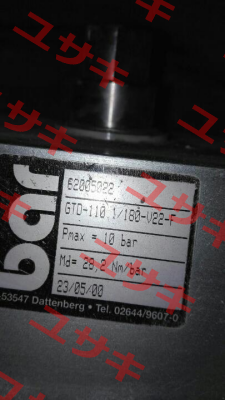 ユサキ
bar
62005022
GTD-110.1/180-V22-F
Pmax = 10 bar
Md= 28,2 Nm/bar
23/05/00
-53547 Dattenberg • Tel. 02644/9607-0